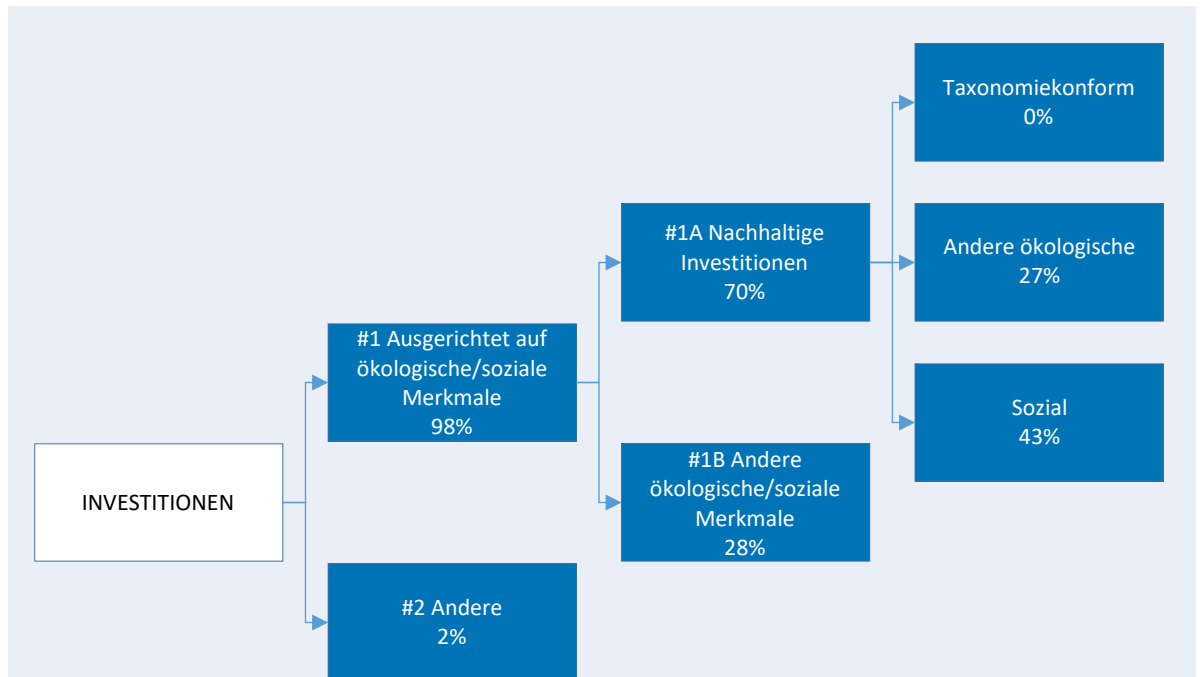 INVESTITIONEN
#1 Ausgerichtet auf
ökologische/soziale
Merkmale
98%
#2 Andere
2%
#1A Nachhaltige
Investitionen
70%
#1B Andere
ökologische/soziale
Merkmale
28%
Taxonomiekonform
0%
Andere ökologische
27%
Sozial
43%